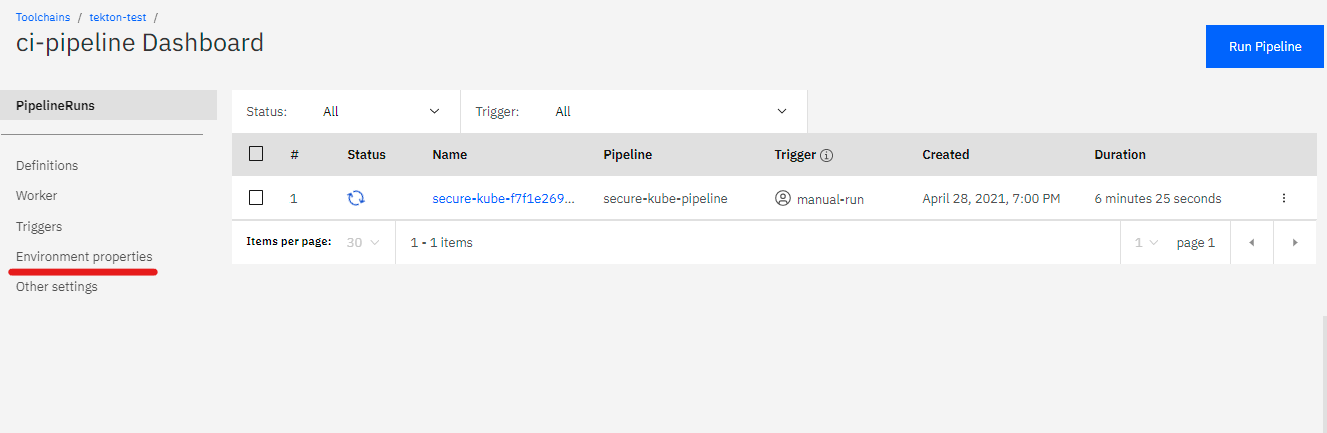 Toolchains / tekton-test /
ci-pipeline Dashboard
Run Pipeline
PipelineRuns
Definitions
Worker
Triggers
Environment properties
Other settings
Status: All Trigger: All
# Status Name Pipeline Trigger Created Duration
1 secure-kube-f7f1e269... secure-kube-pipeline manual-run April 28, 2021, 7:00 PM 6 minutes 25 seconds
Items per page: 30 1 - 1 items 1 page 1